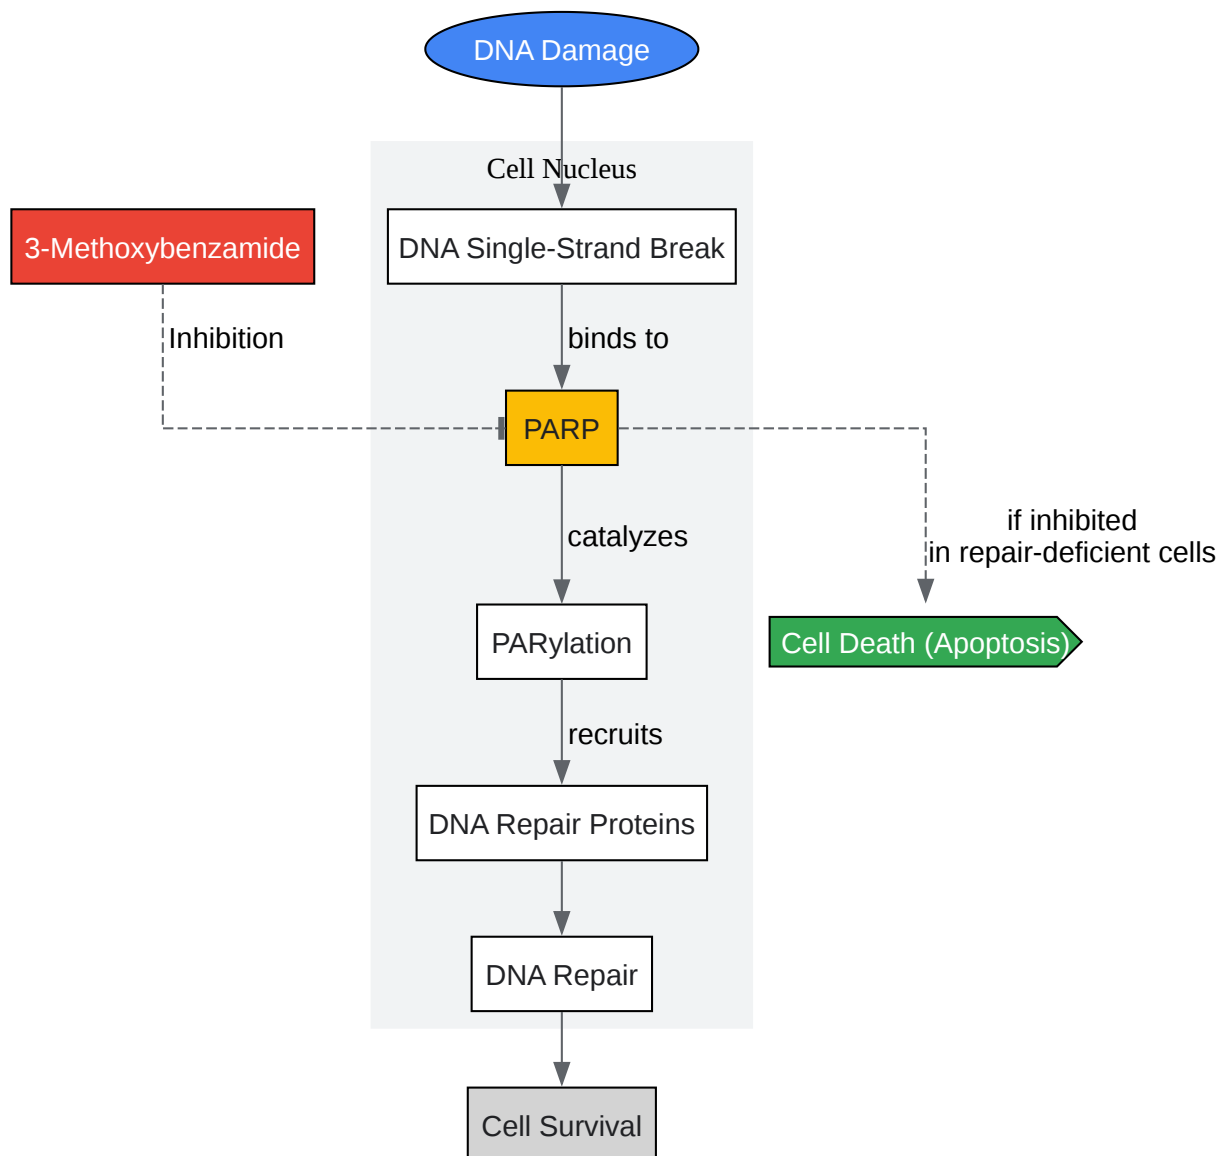 DNA Damage
Cell Nucleus
3-Methoxybenzamide
DNA Single-Strand Break
Inhibition
binds to
PARP
if inhibited
in repair-deficient cells
catalyzes
PARylation
Cell Death (Apoptosis)
recruits
DNA Repair Proteins
DNA Repair
Cell Survival